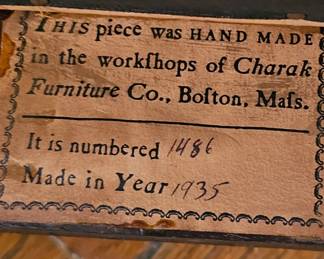 THIS piece was HAND MADE
in the workſhops of Charak
Furniture Co., Boſton, Maſs.
It is numbered 1486
Made in Year 1935